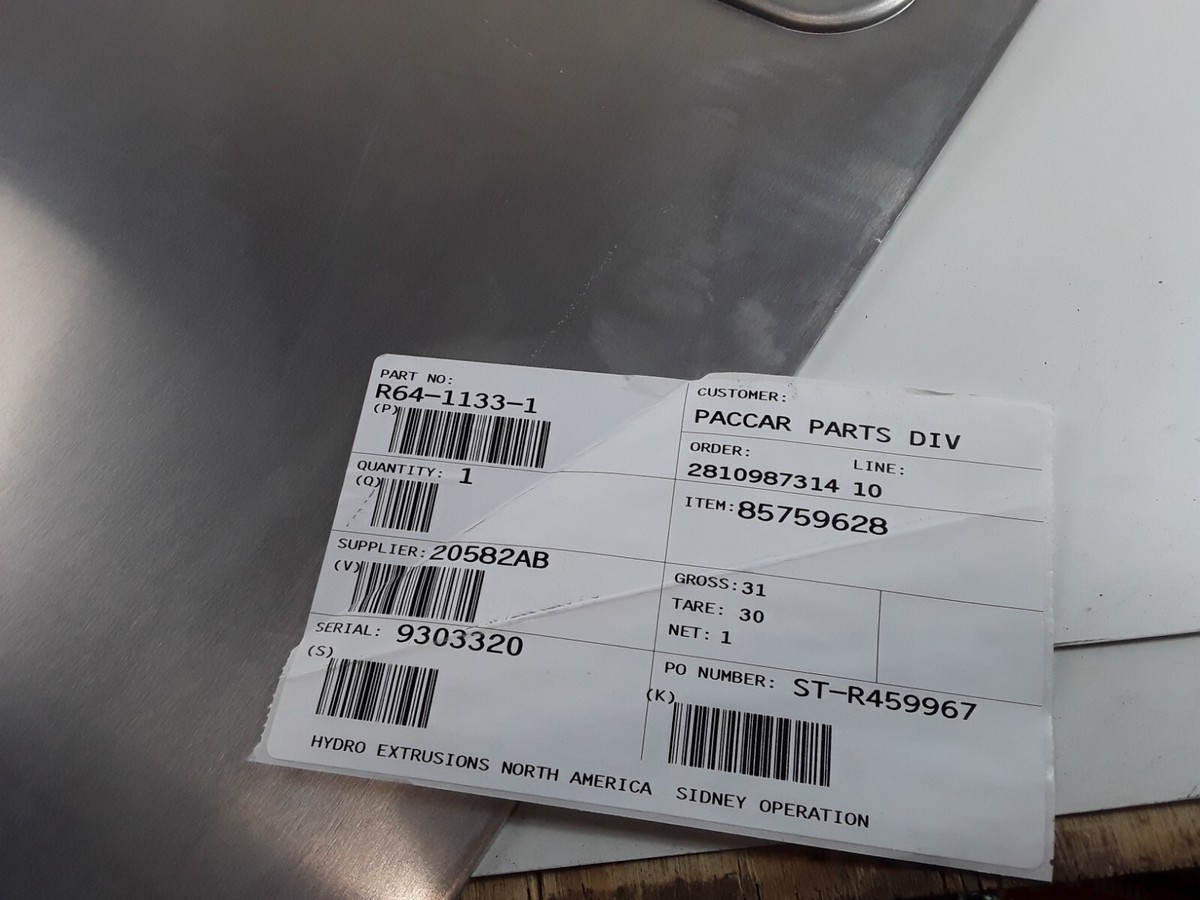 PART NO:
R64-1133-1
(P)
QUANTITY: 1
(Q)
SUPPLIER: 20582AB
(V)
SERIAL: 9303320
(S)
CUSTOMER:
PACCAR PARTS DIV
ORDER: LINE:
2810987314 10
ITEM: 85759628
GROSS: 31
TARE: 30
NET: 1
PO NUMBER: ST-R459967
(K)
HYDRO EXTRUSIONS NORTH AMERICA SIDNEY OPERATION